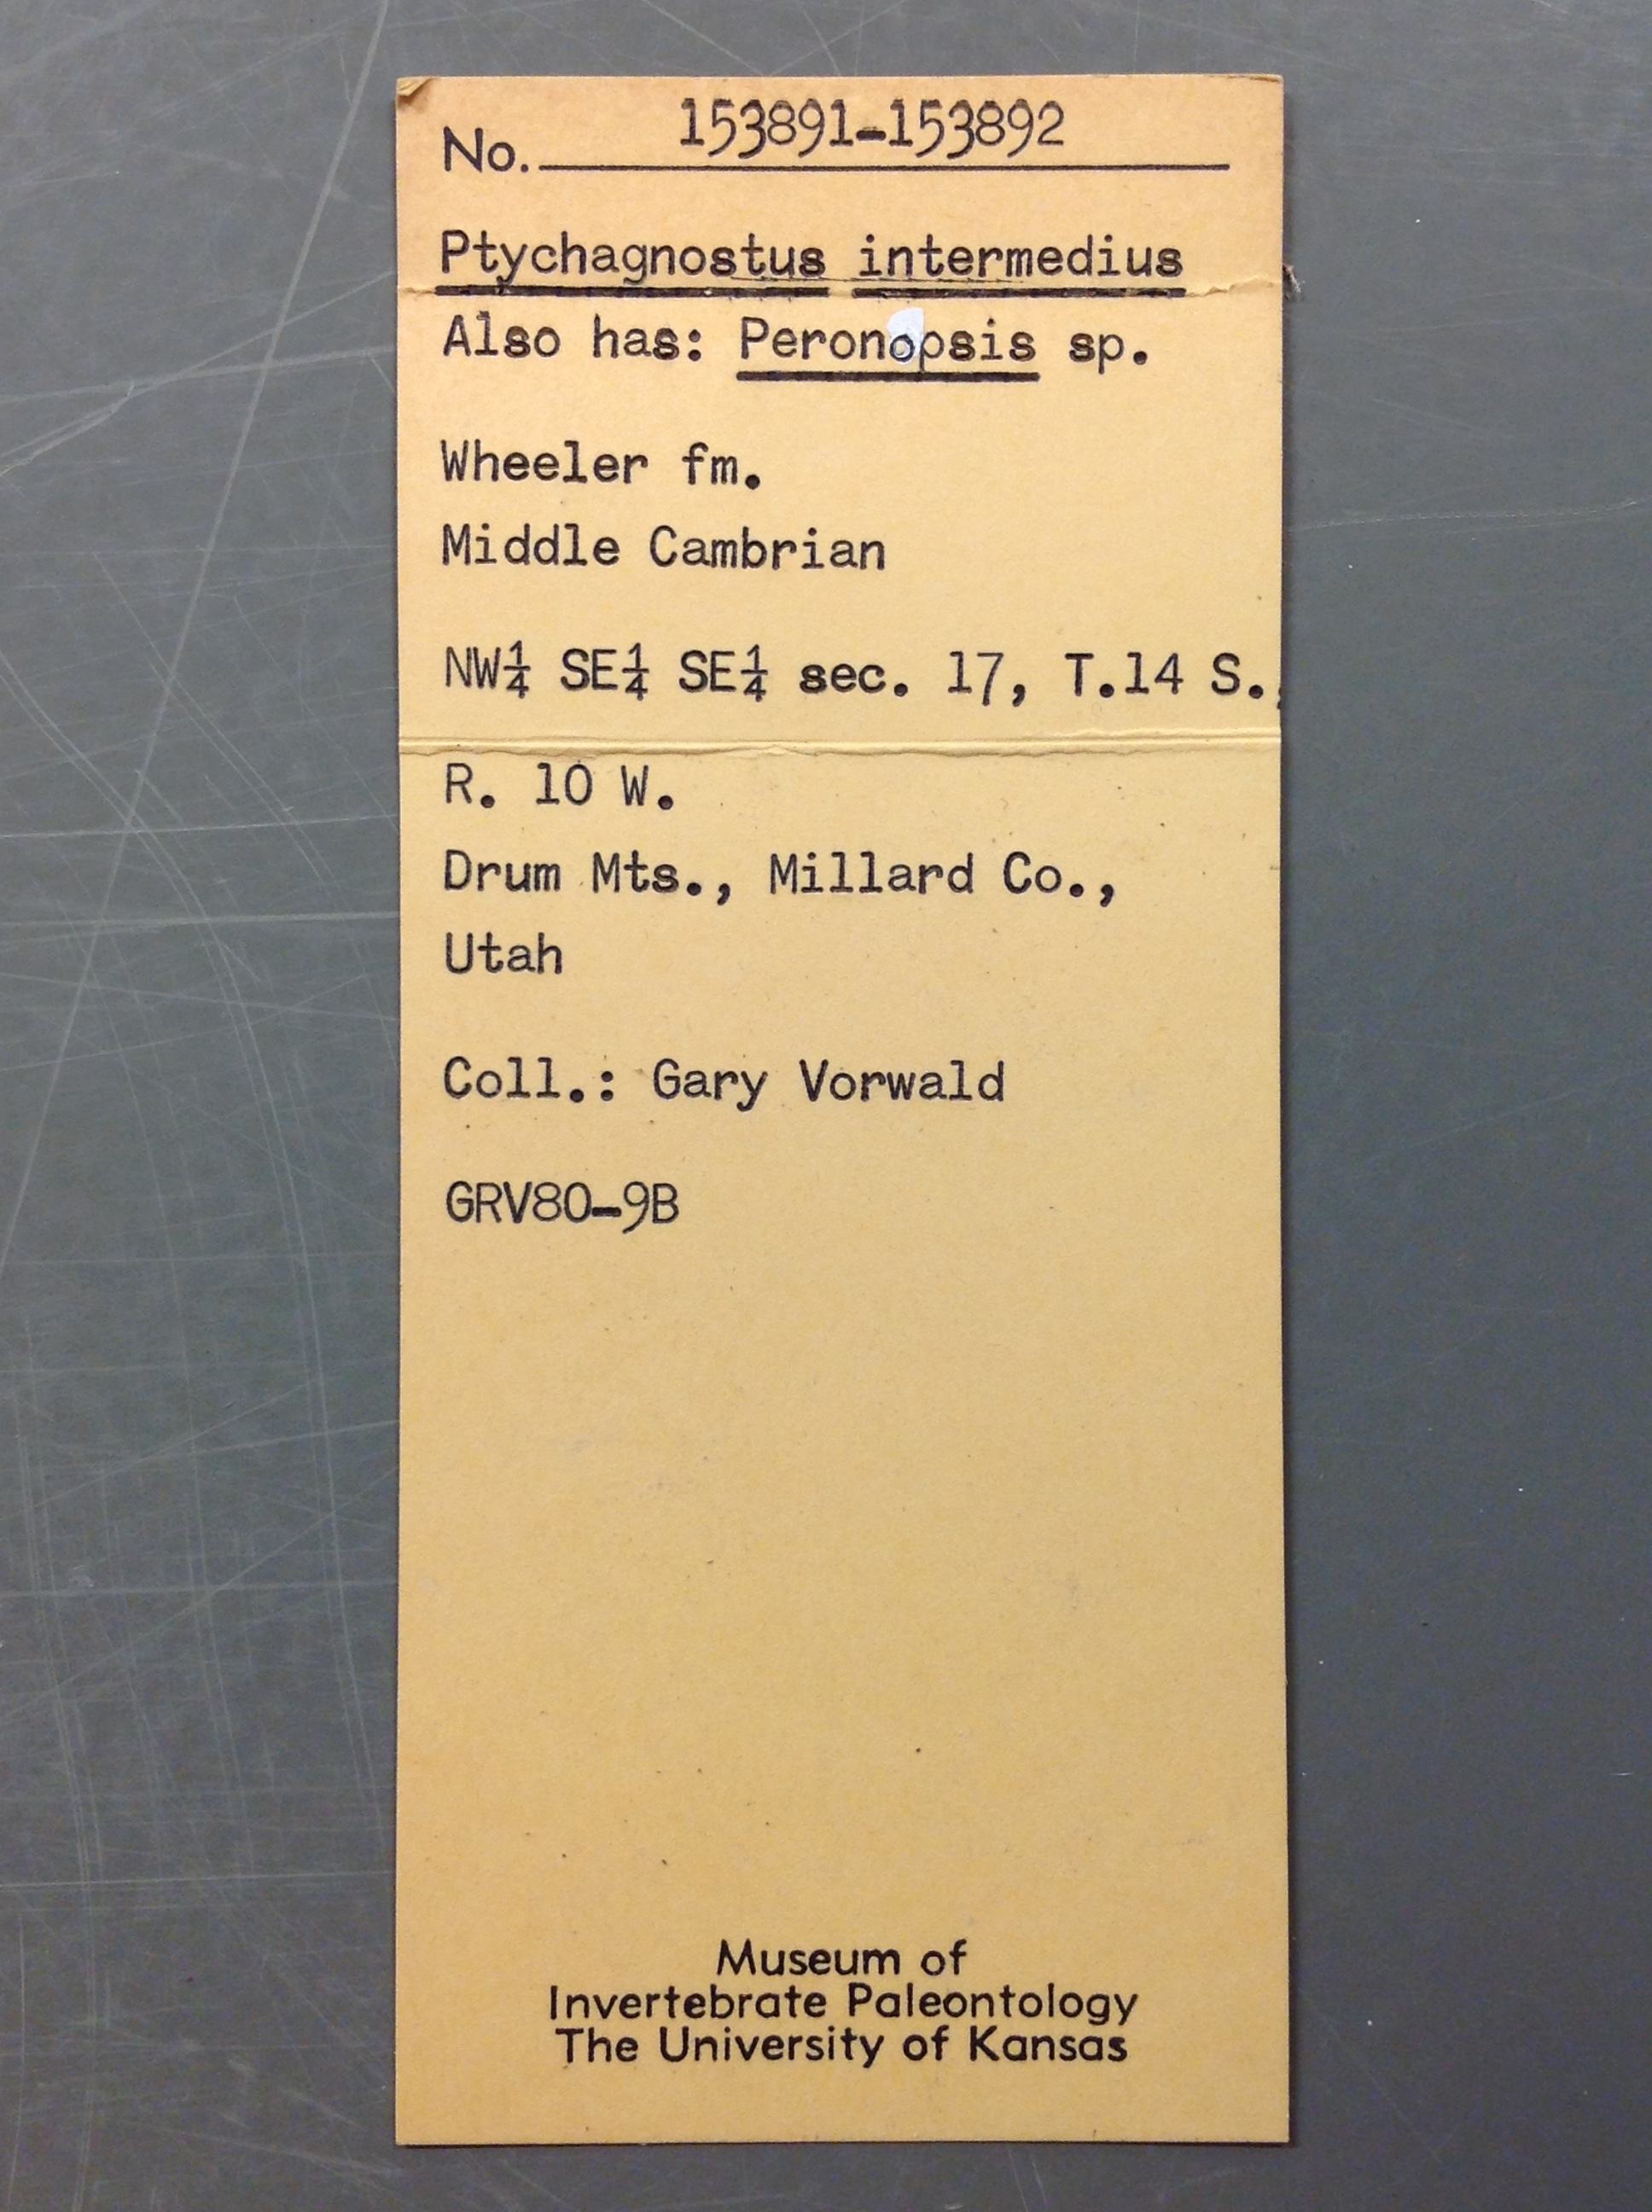 No. 153891-153892
Ptychagnostus intermedius
Also has: Peronopsis sp.
Wheeler fm.
Middle Cambrian
NW¼ SE¼ SE¼ sec. 17, T.14 S.,
R. 10 W.
Drum Mts., Millard Co.,
Utah
Coll.: Gary Vorwald
GRV80-9B
Museum of
Invertebrate Paleontology
The University of Kansas